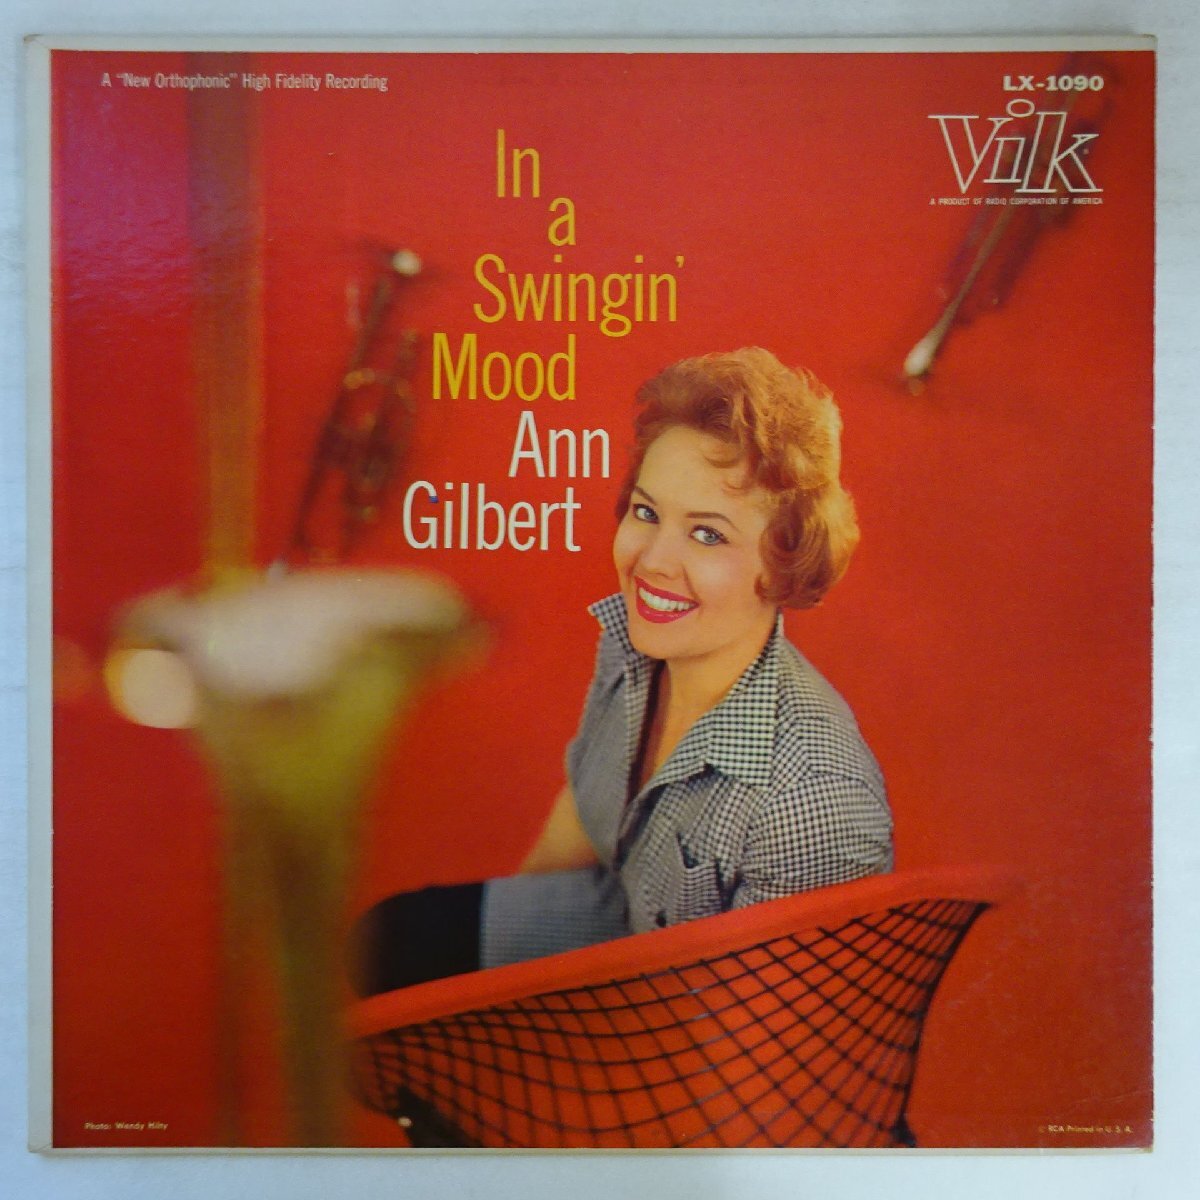 A "New Orthophonic" High Fidelity Recording
LX-1090
Vik
A PRODUCT OF RADIO CORPORATION OF AMERICA
In
a
Swingin'
Mood
Ann
Gilbert
Photo: Wendy Hilty
© RCA Printed in U. S. A.